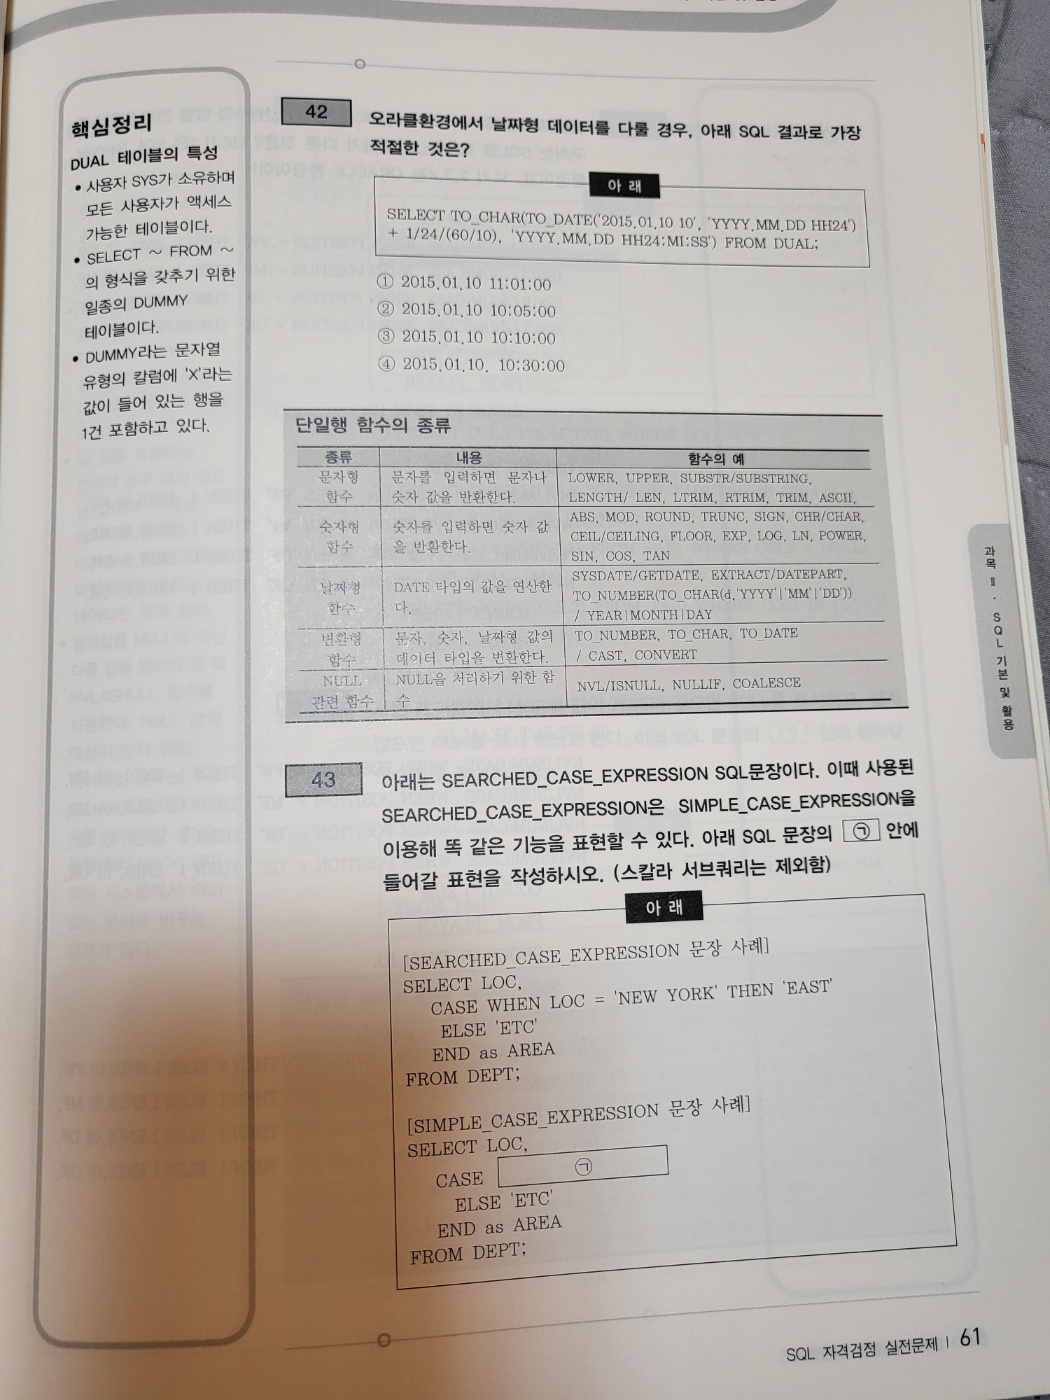 핵심정리
DUAL 테이블의 특성
• 사용자 SYS가 소유하며
모든 사용자가 액세스
가능한 테이블이다.
• SELECT ~ FROM ~
의 형식을 갖추기 위한
일종의 DUMMY
테이블이다.
• DUMMY라는 문자열
유형의 칼럼에 'X'라는
값이 들어 있는 행을
1건 포함하고 있다.
42
오라클환경에서 날짜형 데이터를 다룰 경우, 아래 SQL 결과로 가장
적절한 것은?
아 래
SELECT TO_CHAR(TO_DATE('2015.01.10 10', 'YYYY.MM.DD HH24')
+ 1/24/(60/10), 'YYYY.MM.DD HH24:MI:SS') FROM DUAL;
① 2015.01.10 11:01:00
② 2015.01.10 10:05:00
③ 2015.01.10 10:10:00
④ 2015.01.10. 10:30:00
단일행 함수의 종류
종류 내용 함수의 예
문자형 문자를 입력하면 문자나 LOWER, UPPER, SUBSTR/SUBSTRING,
함수 숫자 값을 반환한다. LENGTH/ LEN, LTRIM, RTRIM, TRIM, ASCII,
숫자형 숫자를 입력하면 숫자 값 ABS, MOD, ROUND, TRUNC, SIGN, CHR/CHAR,
함수 을 반환한다. CEIL/CEILING, FLOOR, EXP, LOG, LN, POWER,
SIN, COS, TAN
날짜형 DATE 타입의 값을 연산한 SYSDATE/GETDATE, EXTRACT/DATEPART,
함수 다. TO_NUMBER(TO_CHAR(d,'YYYY'|'MM'|'DD'))
/ YEAR|MONTH|DAY
변환형 문자, 숫자, 날짜형 값의 TO_NUMBER, TO_CHAR, TO_DATE
함수 데이터 타입을 변환한다. / CAST, CONVERT
NULL NULL을 처리하기 위한 함 NVL/ISNULL, NULLIF, COALESCE
관련 함수 수
43
아래는 SEARCHED_CASE_EXPRESSION SQL문장이다. 이때 사용된
SEARCHED_CASE_EXPRESSION은 SIMPLE_CASE_EXPRESSION을
이용해 똑 같은 기능을 표현할 수 있다. 아래 SQL 문장의 ㉠ 안에
들어갈 표현을 작성하시오. (스칼라 서브쿼리는 제외함)
아 래
[SEARCHED_CASE_EXPRESSION 문장 사례]
SELECT LOC,
CASE WHEN LOC = 'NEW YORK' THEN 'EAST'
ELSE 'ETC'
END as AREA
FROM DEPT;
[SIMPLE_CASE_EXPRESSION 문장 사례]
SELECT LOC,
CASE ㉠
ELSE 'ETC'
END as AREA
FROM DEPT;
과목 Ⅱ · SQL 기본 및 활용
SQL 자격검정 실전문제 | 61